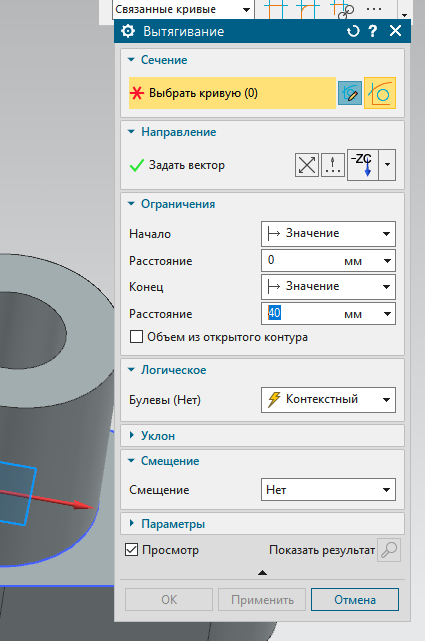 Связанные кривые
Вытягивание
Сечение
Выбрать кривую (0)
Направление
Задать вектор
-ZC
Ограничения
Начало
Значение
Расстояние
0 мм
Конец
Значение
Расстояние
40 мм
Объем из открытого контура
Логическое
Булевы (Нет)
Контекстный
Уклон
Смещение
Смещение
Нет
Параметры
Просмотр
Показать результат
ОК
Применить
Отмена